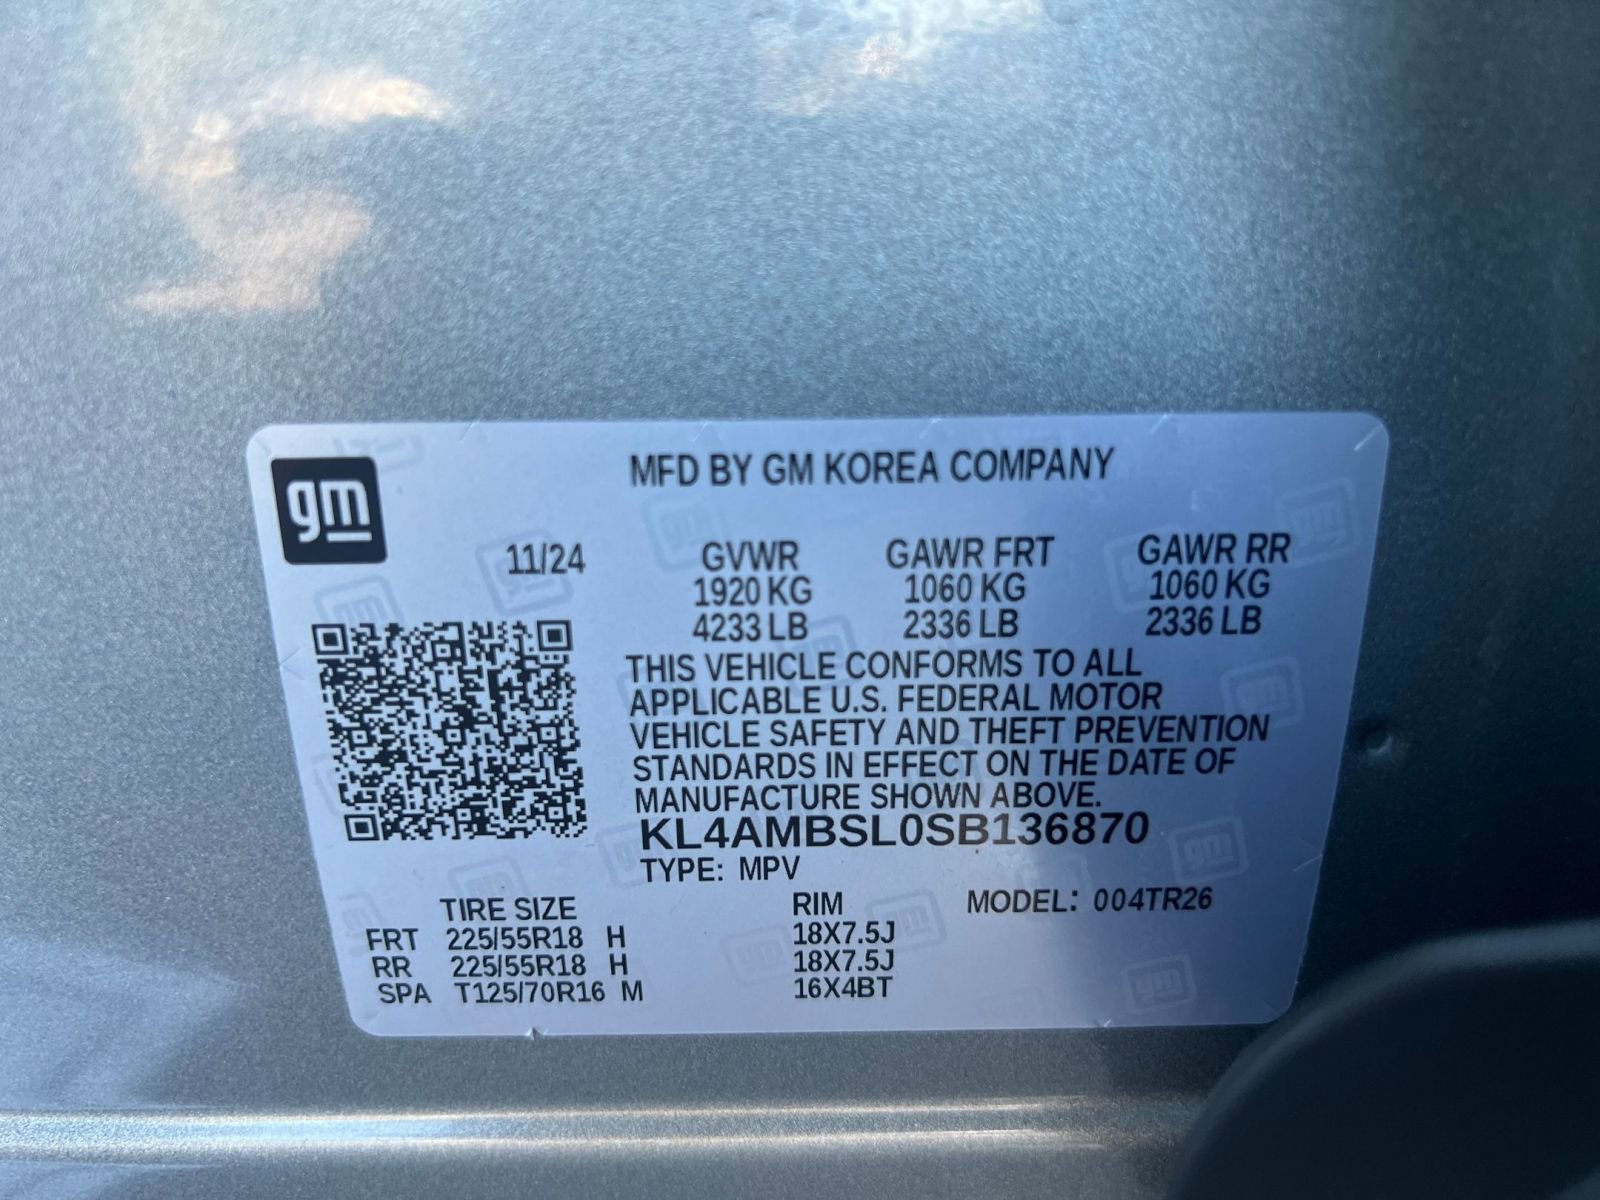 gm
MFD BY GM KOREA COMPANY
11/24 GVWR GAWR FRT GAWR RR
1920 KG 1060 KG 1060 KG
4233 LB 2336 LB 2336 LB
THIS VEHICLE CONFORMS TO ALL
APPLICABLE U.S. FEDERAL MOTOR
VEHICLE SAFETY AND THEFT PREVENTION
STANDARDS IN EFFECT ON THE DATE OF
MANUFACTURE SHOWN ABOVE.
KL4AMBSL0SB136870
TYPE: MPV
TIRE SIZE RIM MODEL: 004TR26
FRT 225/55R18 H 18X7.5J
RR 225/55R18 H 18X7.5J
SPA T125/70R16 M 16X4BT